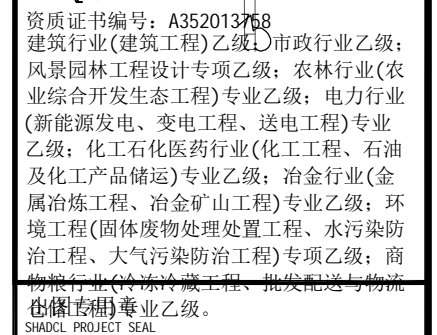 资质证书编号：A352013758
建筑行业(建筑工程)乙级；市政行业乙级；
风景园林工程设计专项乙级；农林行业(农
业综合开发生态工程)专业乙级；电力行业
(新能源发电、变电工程、送电工程)专业
乙级；化工石化医药行业(化工工程、石油
及化工产品储运)专业乙级；冶金行业(金
属冶炼工程、冶金矿山工程)专业乙级；环
境工程(固体废物处理处置工程、水污染防
治工程、大气污染防治工程)专项乙级；商
物粮行业(冷冻冷藏工程、批发配送与物流
仓储工程)专业乙级。
出图专用章
SHADCL PROJECT SEAL